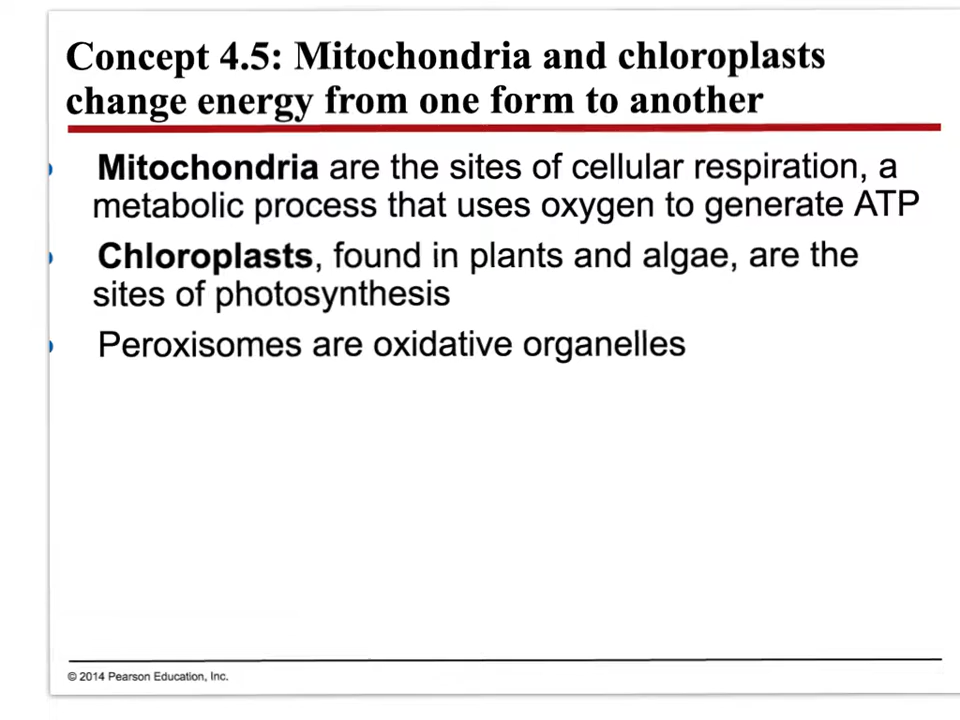 Concept 4.5: Mitochondria and chloroplasts
change energy from one form to another
Mitochondria are the sites of cellular respiration, a
metabolic process that uses oxygen to generate ATP
Chloroplasts, found in plants and algae, are the
sites of photosynthesis
Peroxisomes are oxidative organelles
© 2014 Pearson Education, Inc.